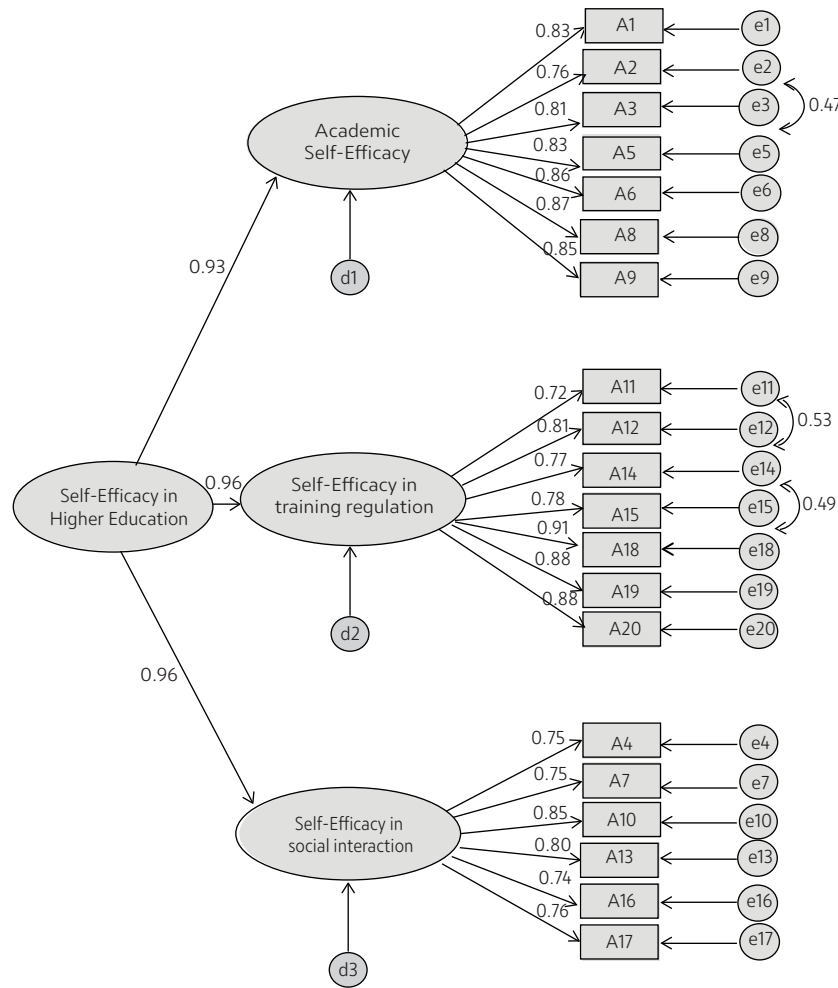 0.83
A1
e1
0.76
A2
e2
0.81
A3
e3
0.47
Academic
Self-Efficacy
0.83
A5
e5
0.86
A6
e6
0.87
A8
e8
0.85
A9
e9
0.93
d1
0.72
A11
e11
0.81
A12
e12
0.53
0.77
A14
e14
0.96
Self-Efficacy in
training regulation
0.78
A15
e15
0.49
Self-Efficacy in
Higher Education
0.91
A18
e18
0.88
A19
e19
0.88
A20
e20
d2
0.96
0.75
A4
e4
0.75
A7
e7
0.85
A10
e10
Self-Efficacy in
social interaction
0.80
A13
e13
0.74
A16
e16
0.76
A17
e17
d3